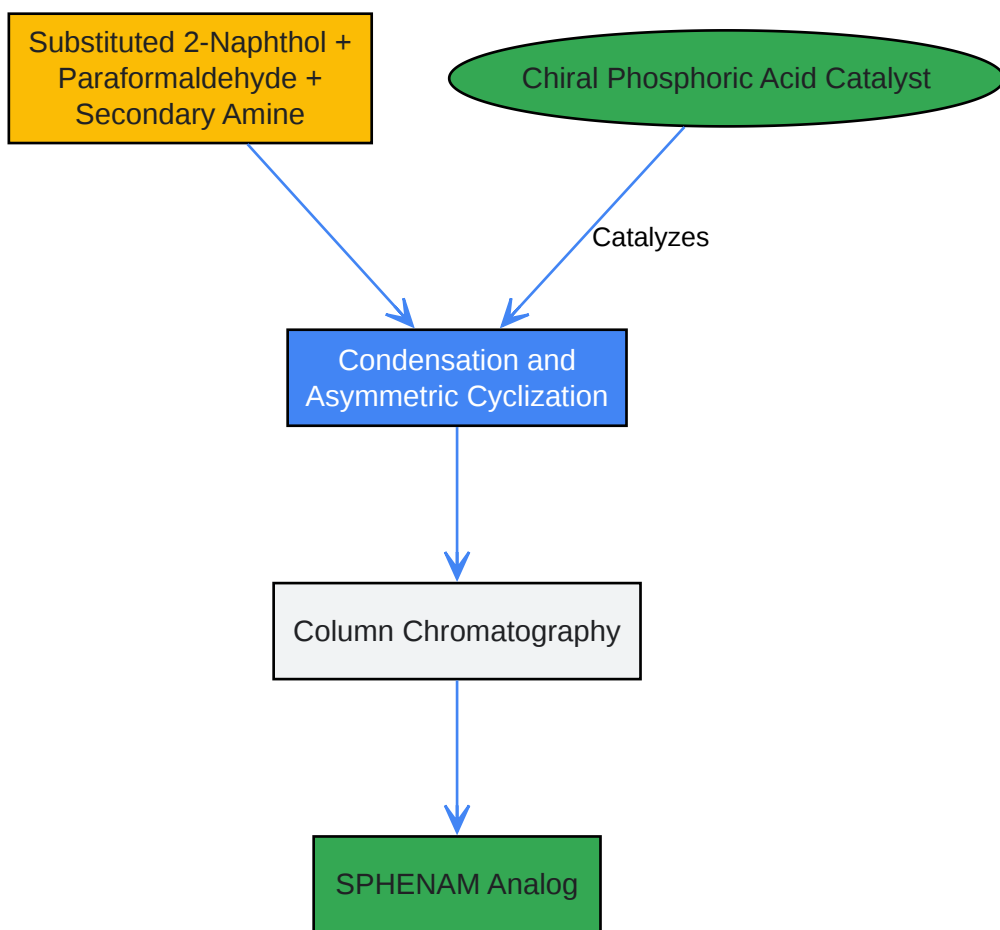 Substituted 2-Naphthol +
Paraformaldehyde +
Secondary Amine
Chiral Phosphoric Acid Catalyst
Catalyzes
Condensation and
Asymmetric Cyclization
Column Chromatography
SPHENAM Analog